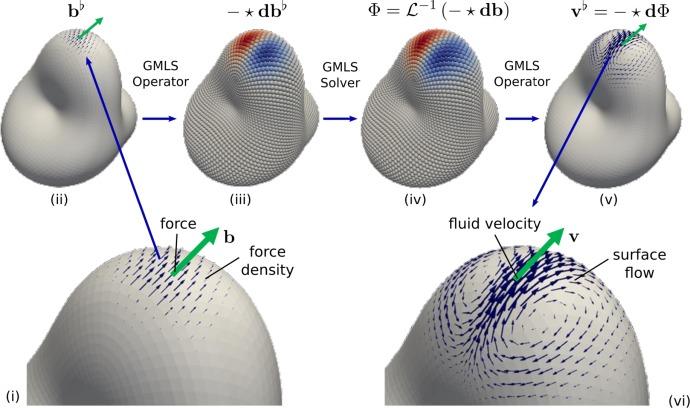 b♭
− ⋆ db♭
Φ = 𝓛⁻¹ (− ⋆ db)
v♭ = − ⋆ dΦ
GMLS
Operator
GMLS
Solver
GMLS
Operator
(ii)
(iii)
(iv)
(v)
force
b
force
density
fluid velocity
v
surface
flow
(i)
(vi)